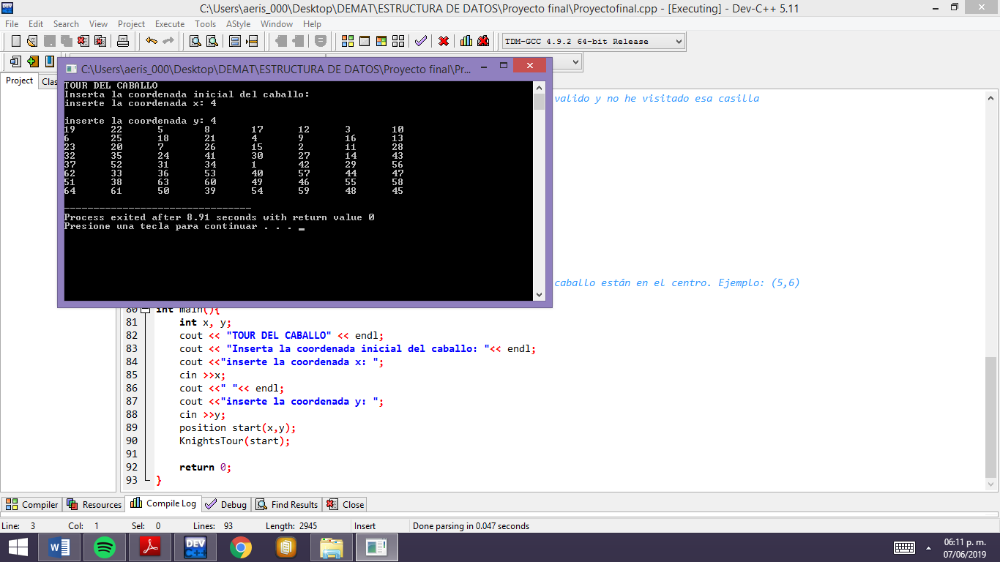 C:\Users\aeris_000\Desktop\DEMAT\ESTRUCTURA DE DATOS\Proyecto final\Proyectofinal.cpp - [Executing] - Dev-C++ 5.11
File Edit Search View Project Execute Tools AStyle Window Help
TDM-GCC 4.9.2 64-bit Release
Project Clas
C:\Users\aeris_000\Desktop\DEMAT\ESTRUCTURA DE DATOS\Proyecto final\Pr...
TOUR DEL CABALLO
Inserta la coordenada inicial del caballo:
inserte la coordenada x: 4
inserte la coordenada y: 4
19 22 5 8 17 12 3 10
6 25 18 21 4 9 16 13
23 20 7 26 15 2 11 28
32 35 24 41 30 27 14 43
37 52 31 34 1 42 29 56
62 33 36 53 40 57 44 47
51 38 63 60 49 46 55 58
64 61 50 39 54 59 48 45
--------------------------------
Process exited after 8.91 seconds with return value 0
Presione una tecla para continuar . . .
valido y no he visitado esa casilla
caballo están en el centro. Ejemplo: (5,6)
80 int main(){
81 int x, y;
82 cout << "TOUR DEL CABALLO" << endl;
83 cout << "Inserta la coordenada inicial del caballo: "<< endl;
84 cout <<"inserte la coordenada x: ";
85 cin >>x;
86 cout <<" "<< endl;
87 cout <<"inserte la coordenada y: ";
88 cin >>y;
89 position start(x,y);
90 KnightsTour(start);
91
92 return 0;
93 }
Compiler Resources Compile Log Debug Find Results Close
Line: 3 Col: 1 Sel: 0 Lines: 93 Length: 2945 Insert Done parsing in 0.047 seconds
06:11 p. m.
07/06/2019